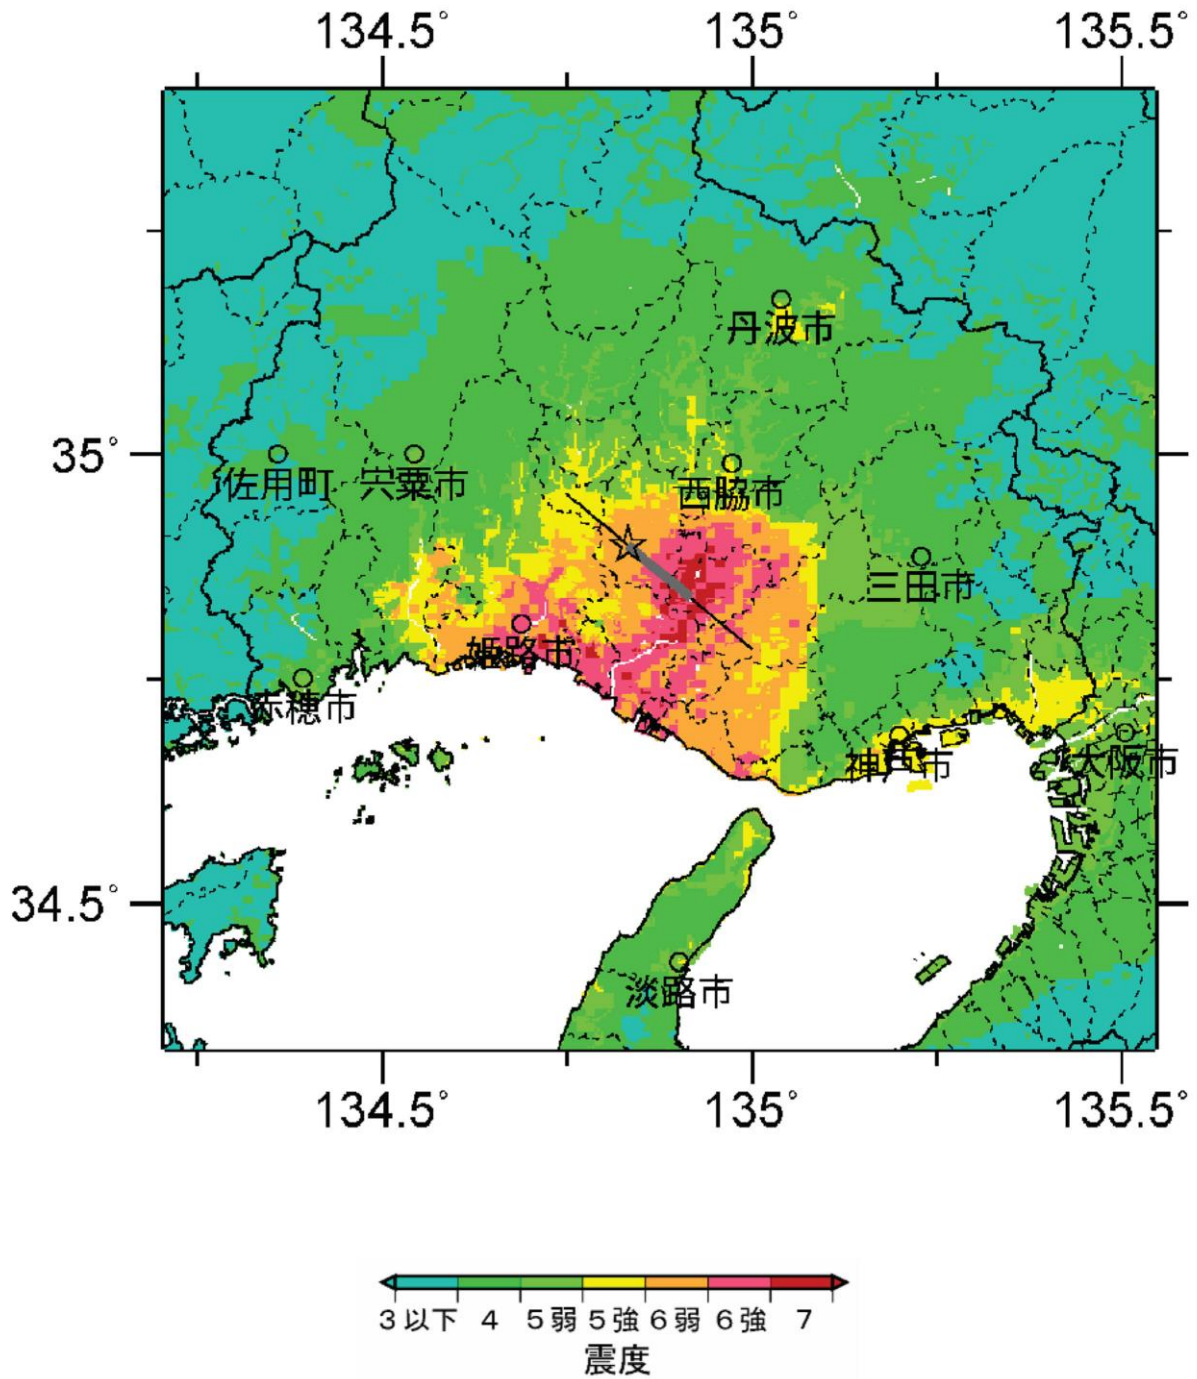 134.5° 135° 135.5°
丹波市
35°
佐用町 宍粟市 西脇市
三田市
姫路市
赤穂市
神戸市 大阪市
34.5°
淡路市
134.5° 135° 135.5°
3以下 4 5弱 5強 6弱 6強 7
震度